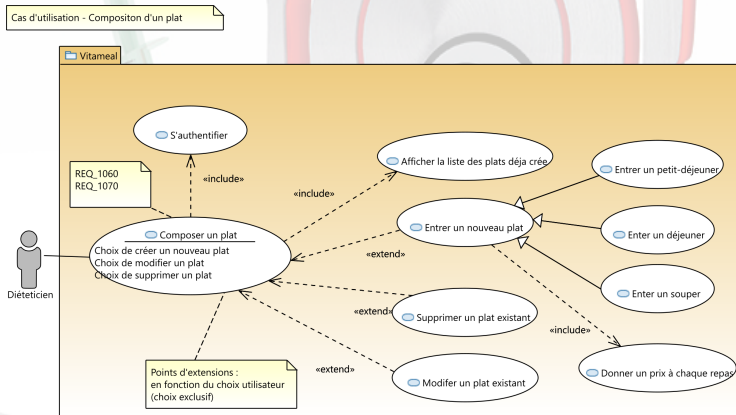 Cas d'utilisation - Compositon d'un plat
Vitameal
S'authentifier
REQ_1060
REQ_1070
«include»
«include»
Afficher la liste des plats déja crée
Entrer un petit-déjeuner
Composer un plat
Choix de créer un nouveau plat
Choix de modifier un plat
Choix de supprimer un plat
Entrer un nouveau plat
Enter un déjeuner
«extend»
Diéteticien
Enter un souper
«extend»
Supprimer un plat existant
«include»
Points d'extensions :
en fonction du choix utilisateur
(choix exclusif)
«extend»
Modifer un plat existant
Donner un prix à chaque repas